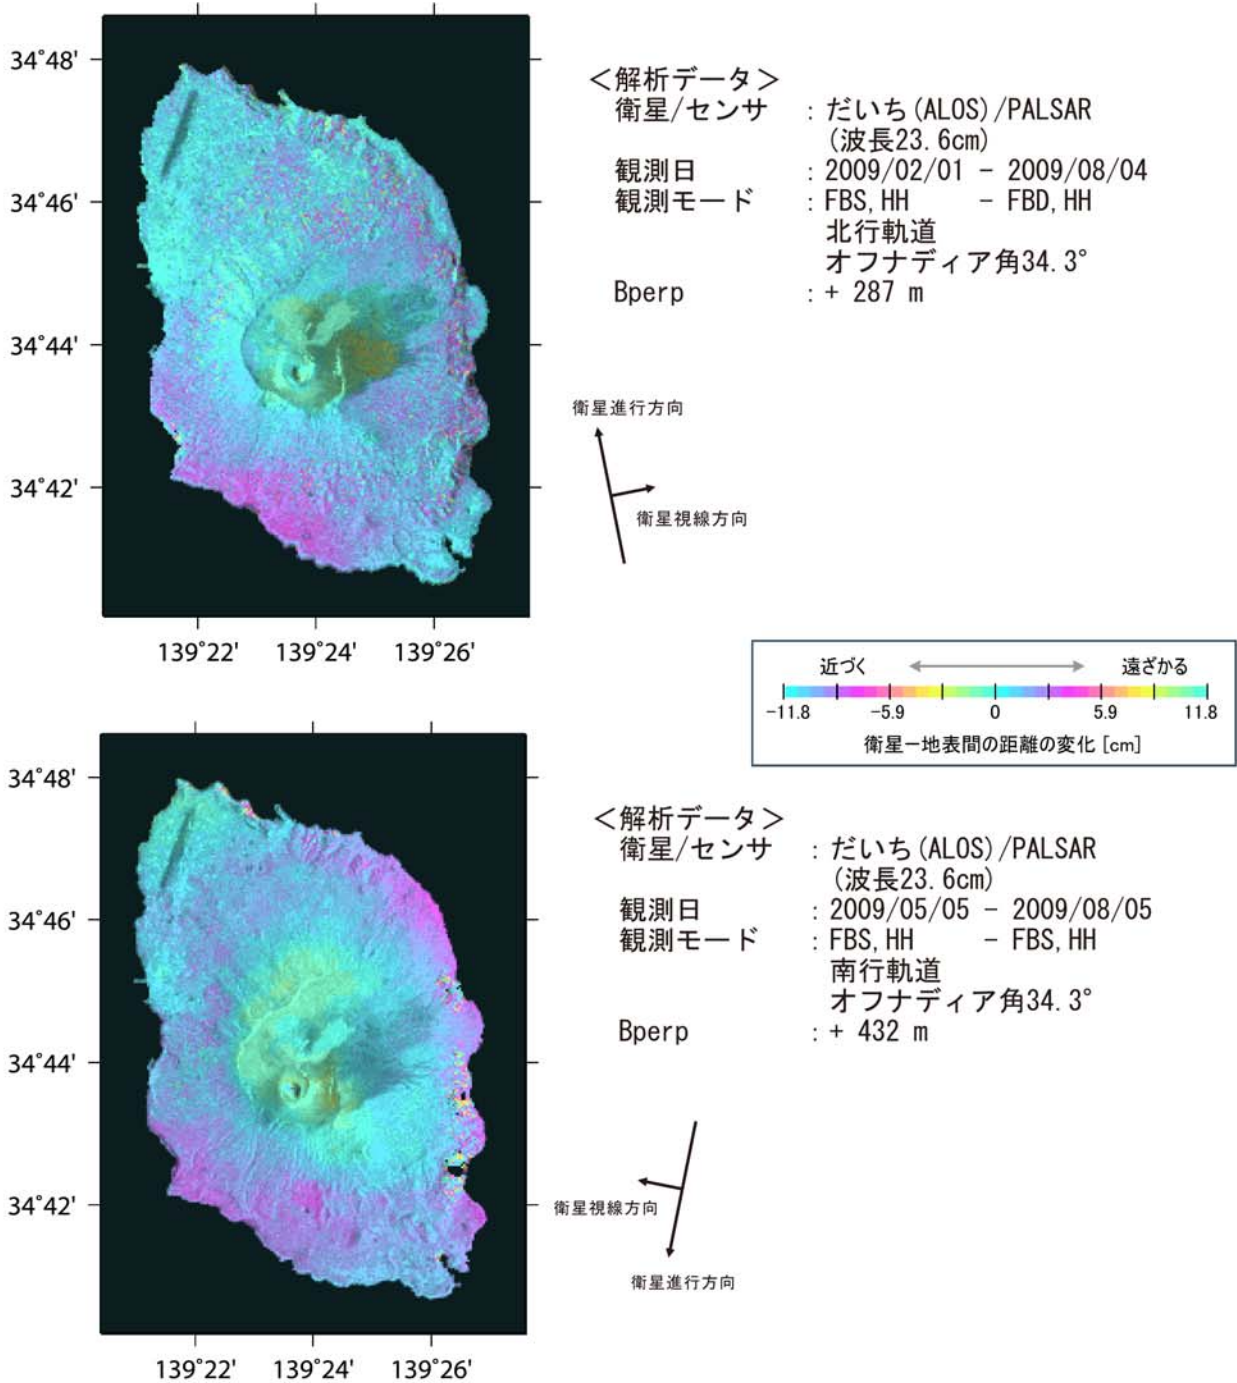 34°48'
34°46'
34°44'
34°42'
139°22' 139°24' 139°26'
＜解析データ＞
衛星/センサ : だいち(ALOS)/PALSAR
(波長23.6cm)
観測日 : 2009/02/01 - 2009/08/04
観測モード : FBS,HH - FBD,HH
北行軌道
オフナディア角34.3°
Bperp : + 287 m
衛星進行方向
衛星視線方向
近づく 遠ざかる
-11.8 -5.9 0 5.9 11.8
衛星－地表間の距離の変化 [cm]
34°48'
34°46'
34°44'
34°42'
139°22' 139°24' 139°26'
＜解析データ＞
衛星/センサ : だいち(ALOS)/PALSAR
(波長23.6cm)
観測日 : 2009/05/05 - 2009/08/05
観測モード : FBS,HH - FBS,HH
南行軌道
オフナディア角34.3°
Bperp : + 432 m
衛星視線方向
衛星進行方向